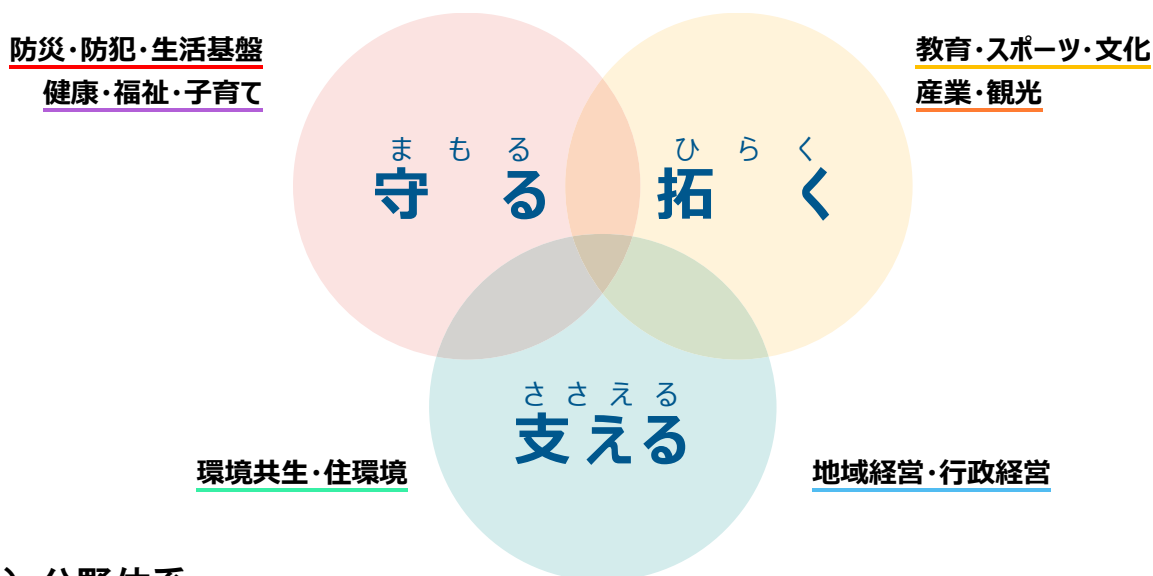 防災・防犯・生活基盤
健康・福祉・子育て
教育・スポーツ・文化
産業・観光
まもる
守る
ひらく
拓く
ささえる
支える
環境共生・住環境
地域経営・行政経営